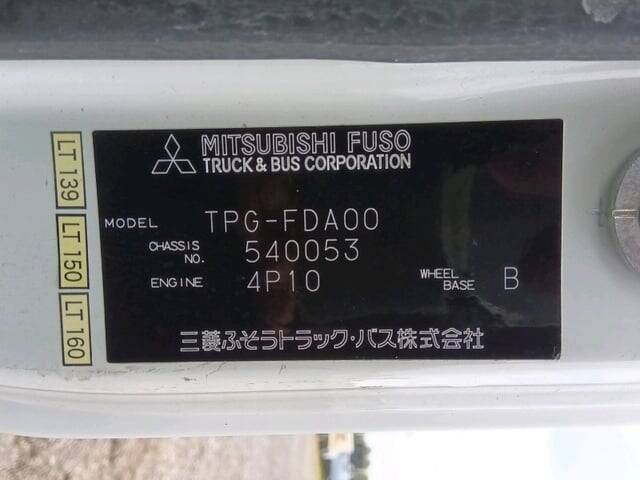 MITSUBISHI FUSO
TRUCK & BUS CORPORATION
MODEL TPG-FDA00
CHASSIS NO. 540053
ENGINE 4P10 WHEEL BASE B
三菱ふそうトラック・バス株式会社
LT 139
LT 150
LT 160